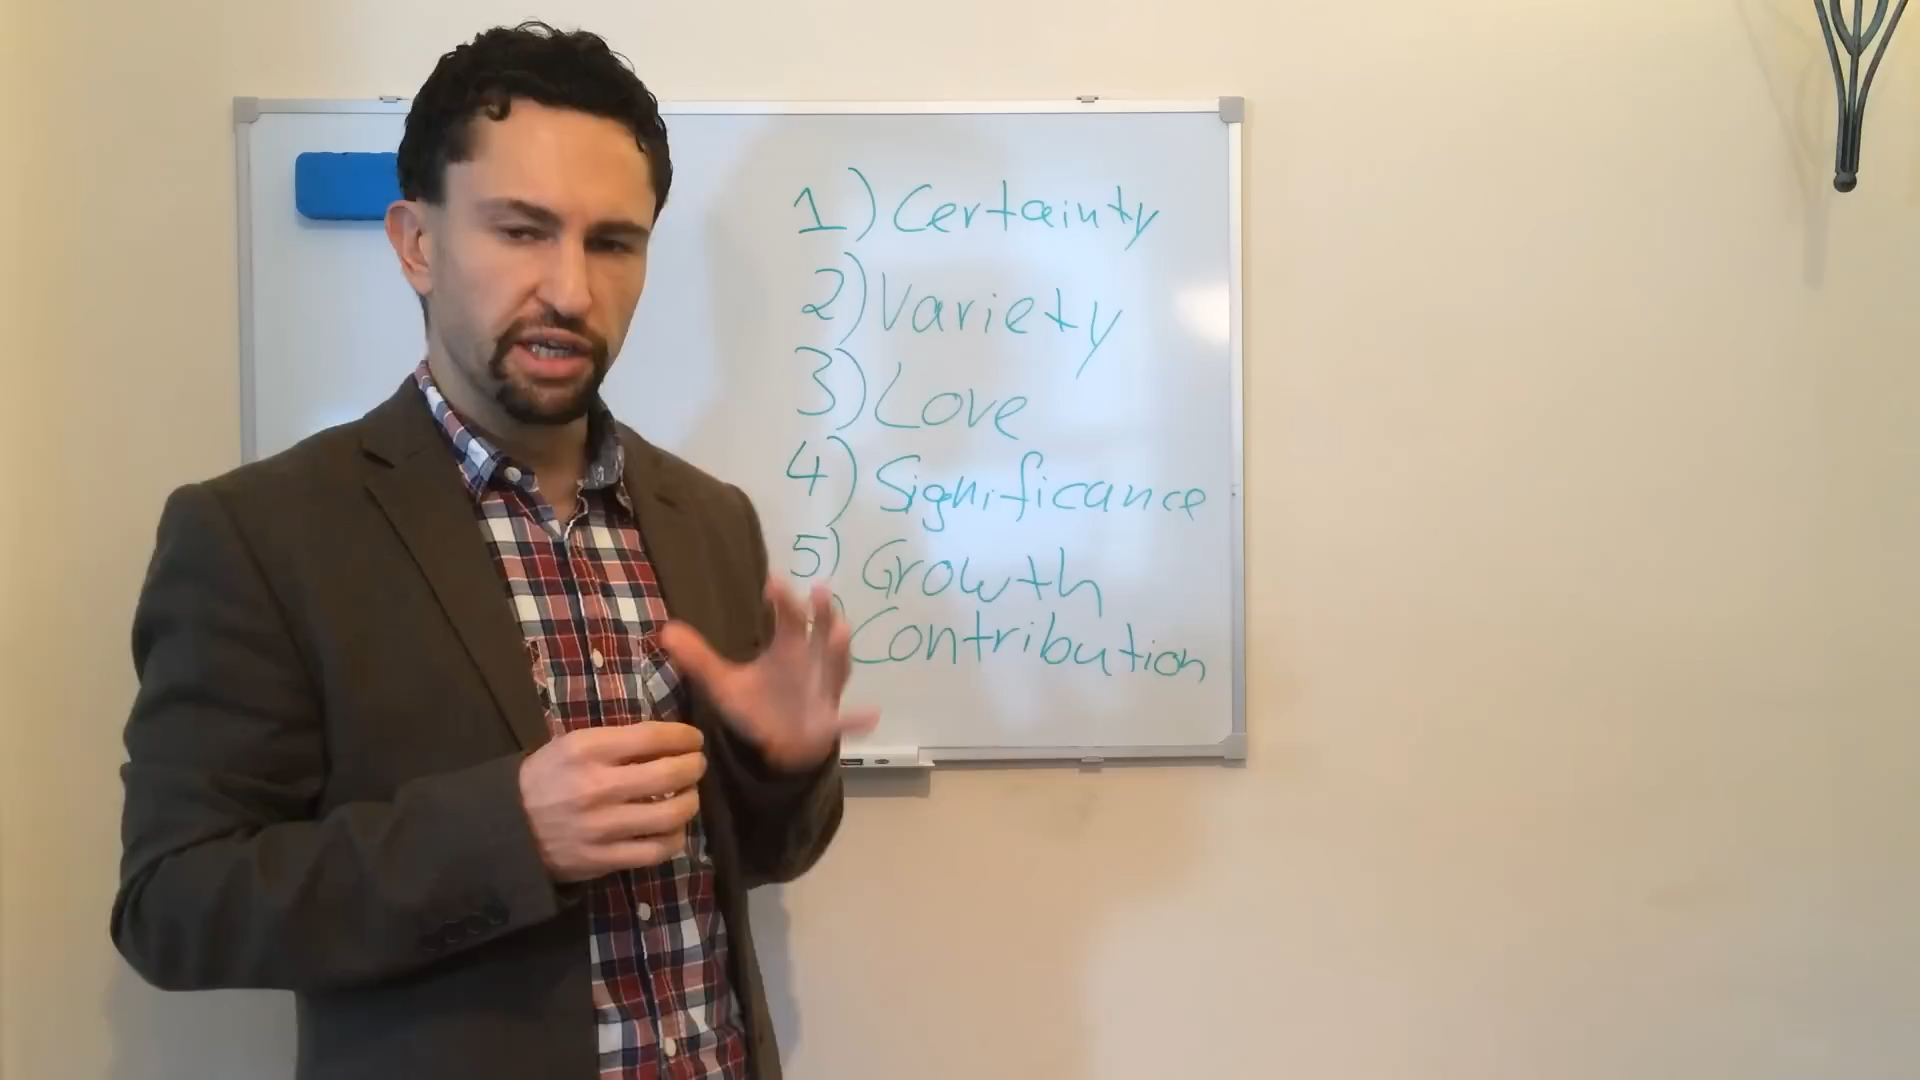 1) Certainty
2) Variety
3) Love
4) Significance
5) Growth
) Contribution